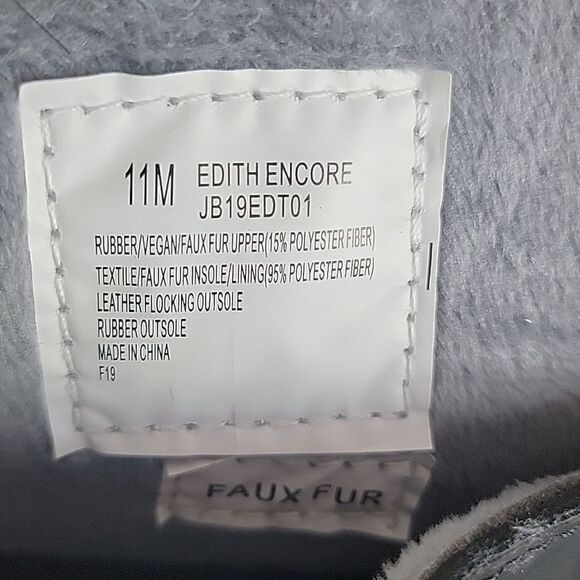 11M EDITH ENCORE
JB19EDT01
RUBBER/VEGAN/FAUX FUR UPPER(15% POLYESTER FIBER)
TEXTILE/FAUX FUR INSOLE/LINING(95% POLYESTER FIBER)
LEATHER FLOCKING OUTSOLE
RUBBER OUTSOLE
MADE IN CHINA
F19
FAUX FUR